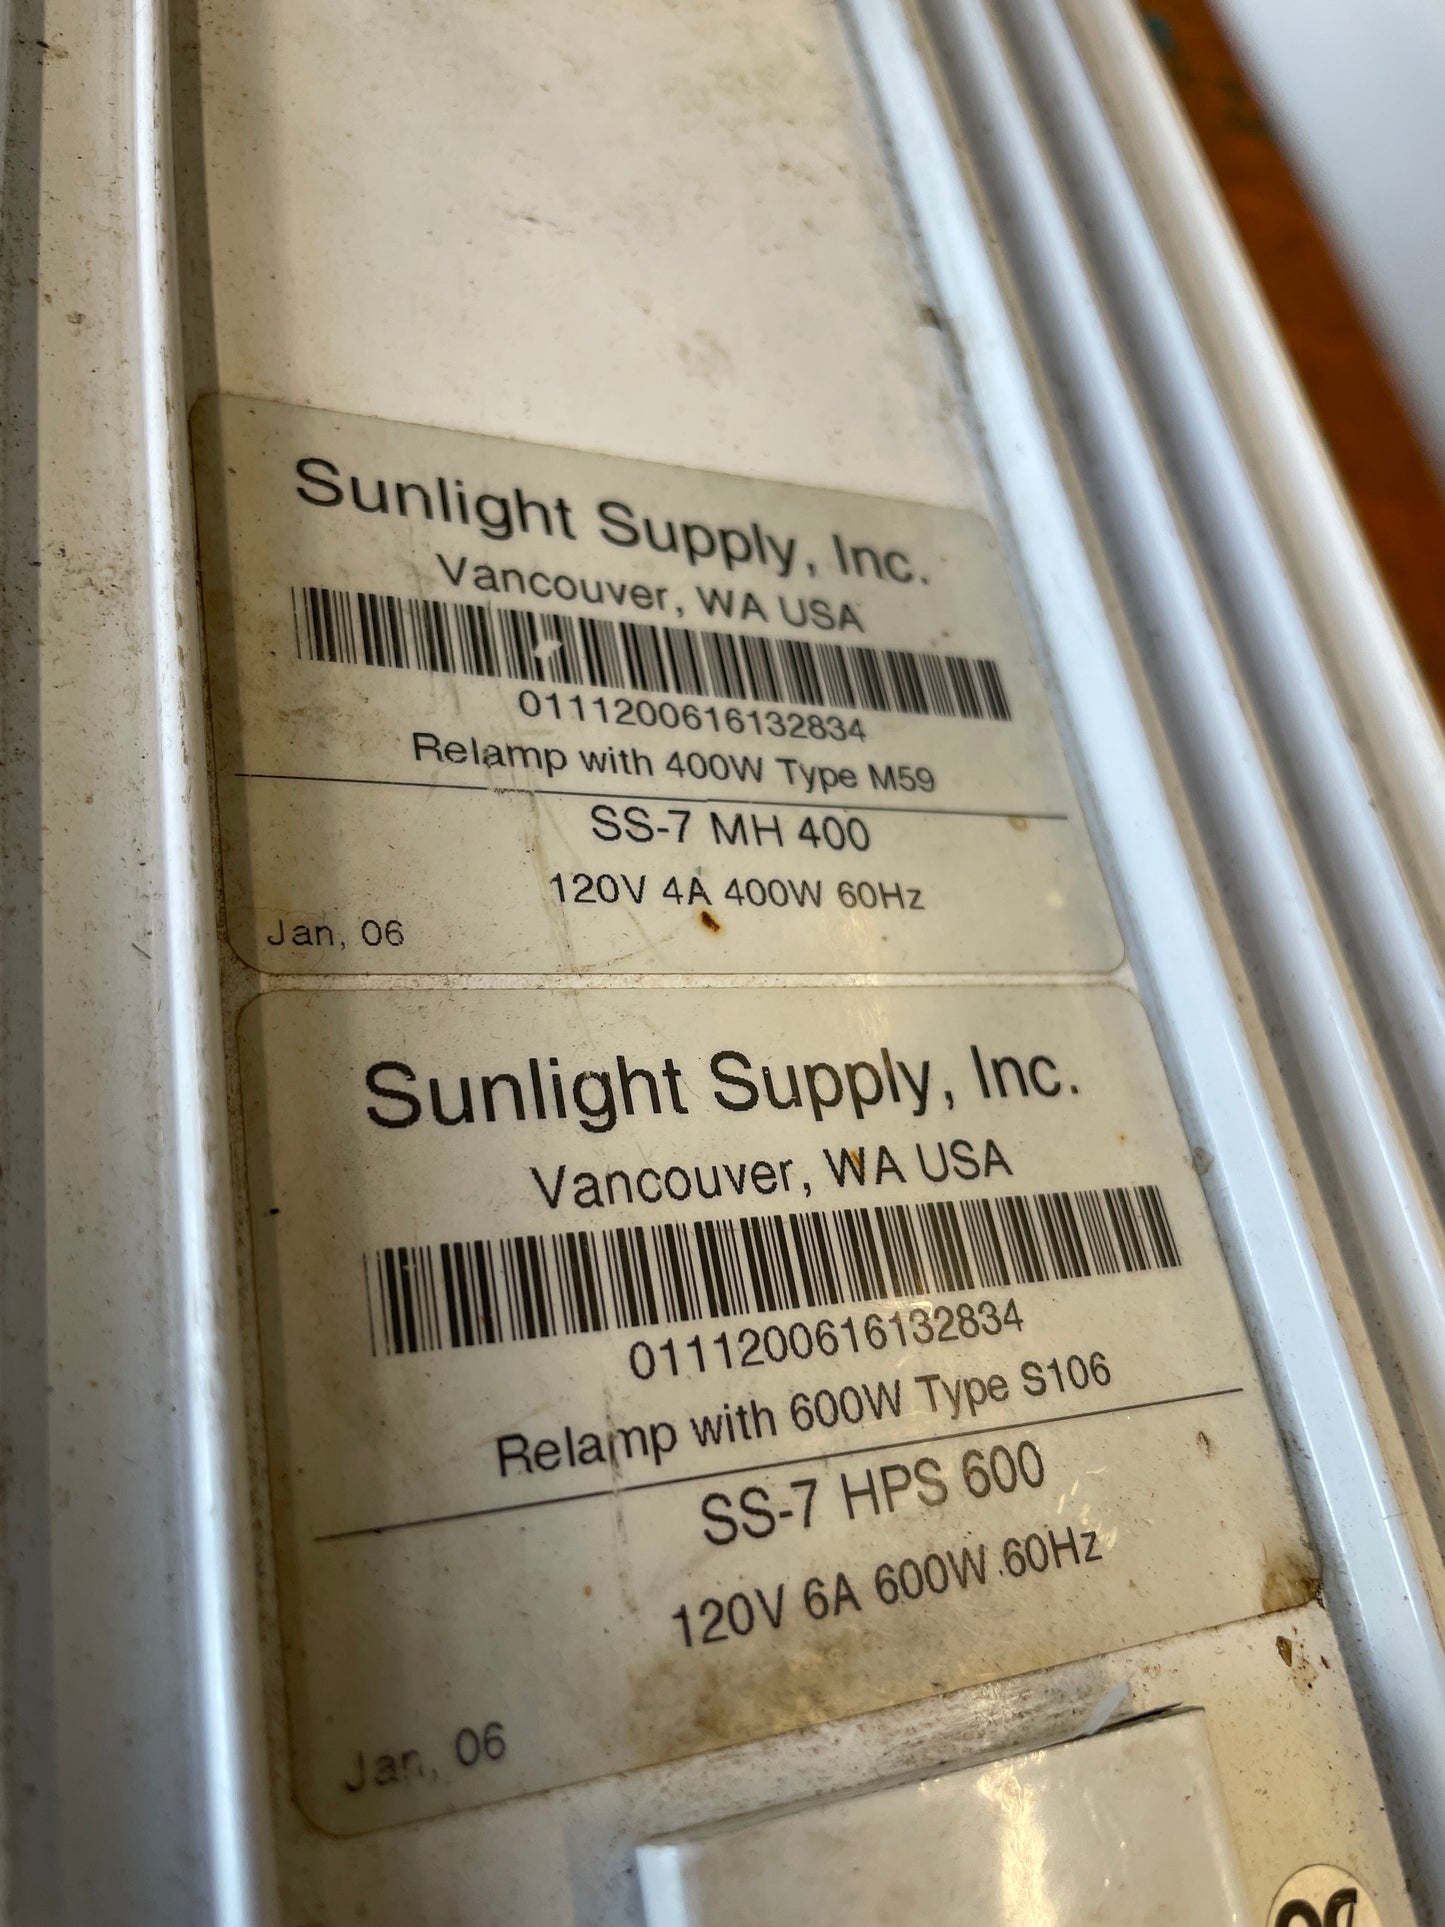 Sunlight Supply, Inc.
Vancouver, WA USA
0111200616132834
Relamp with 400W Type M59
SS-7 MH 400
120V 4A 400W 60Hz
Jan, 06
Sunlight Supply, Inc.
Vancouver, WA USA
0111200616132834
Relamp with 600W Type S106
SS-7 HPS 600
120V 6A 600W 60Hz
Jan, 06